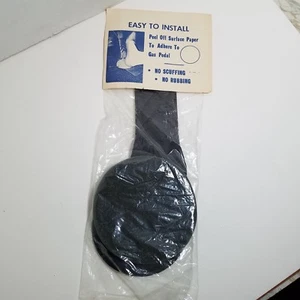 EASY TO INSTALL
Peel Off Surface Paper
To Adhere To
Gas Pedal
• NO SCUFFING
• NO RUBBING